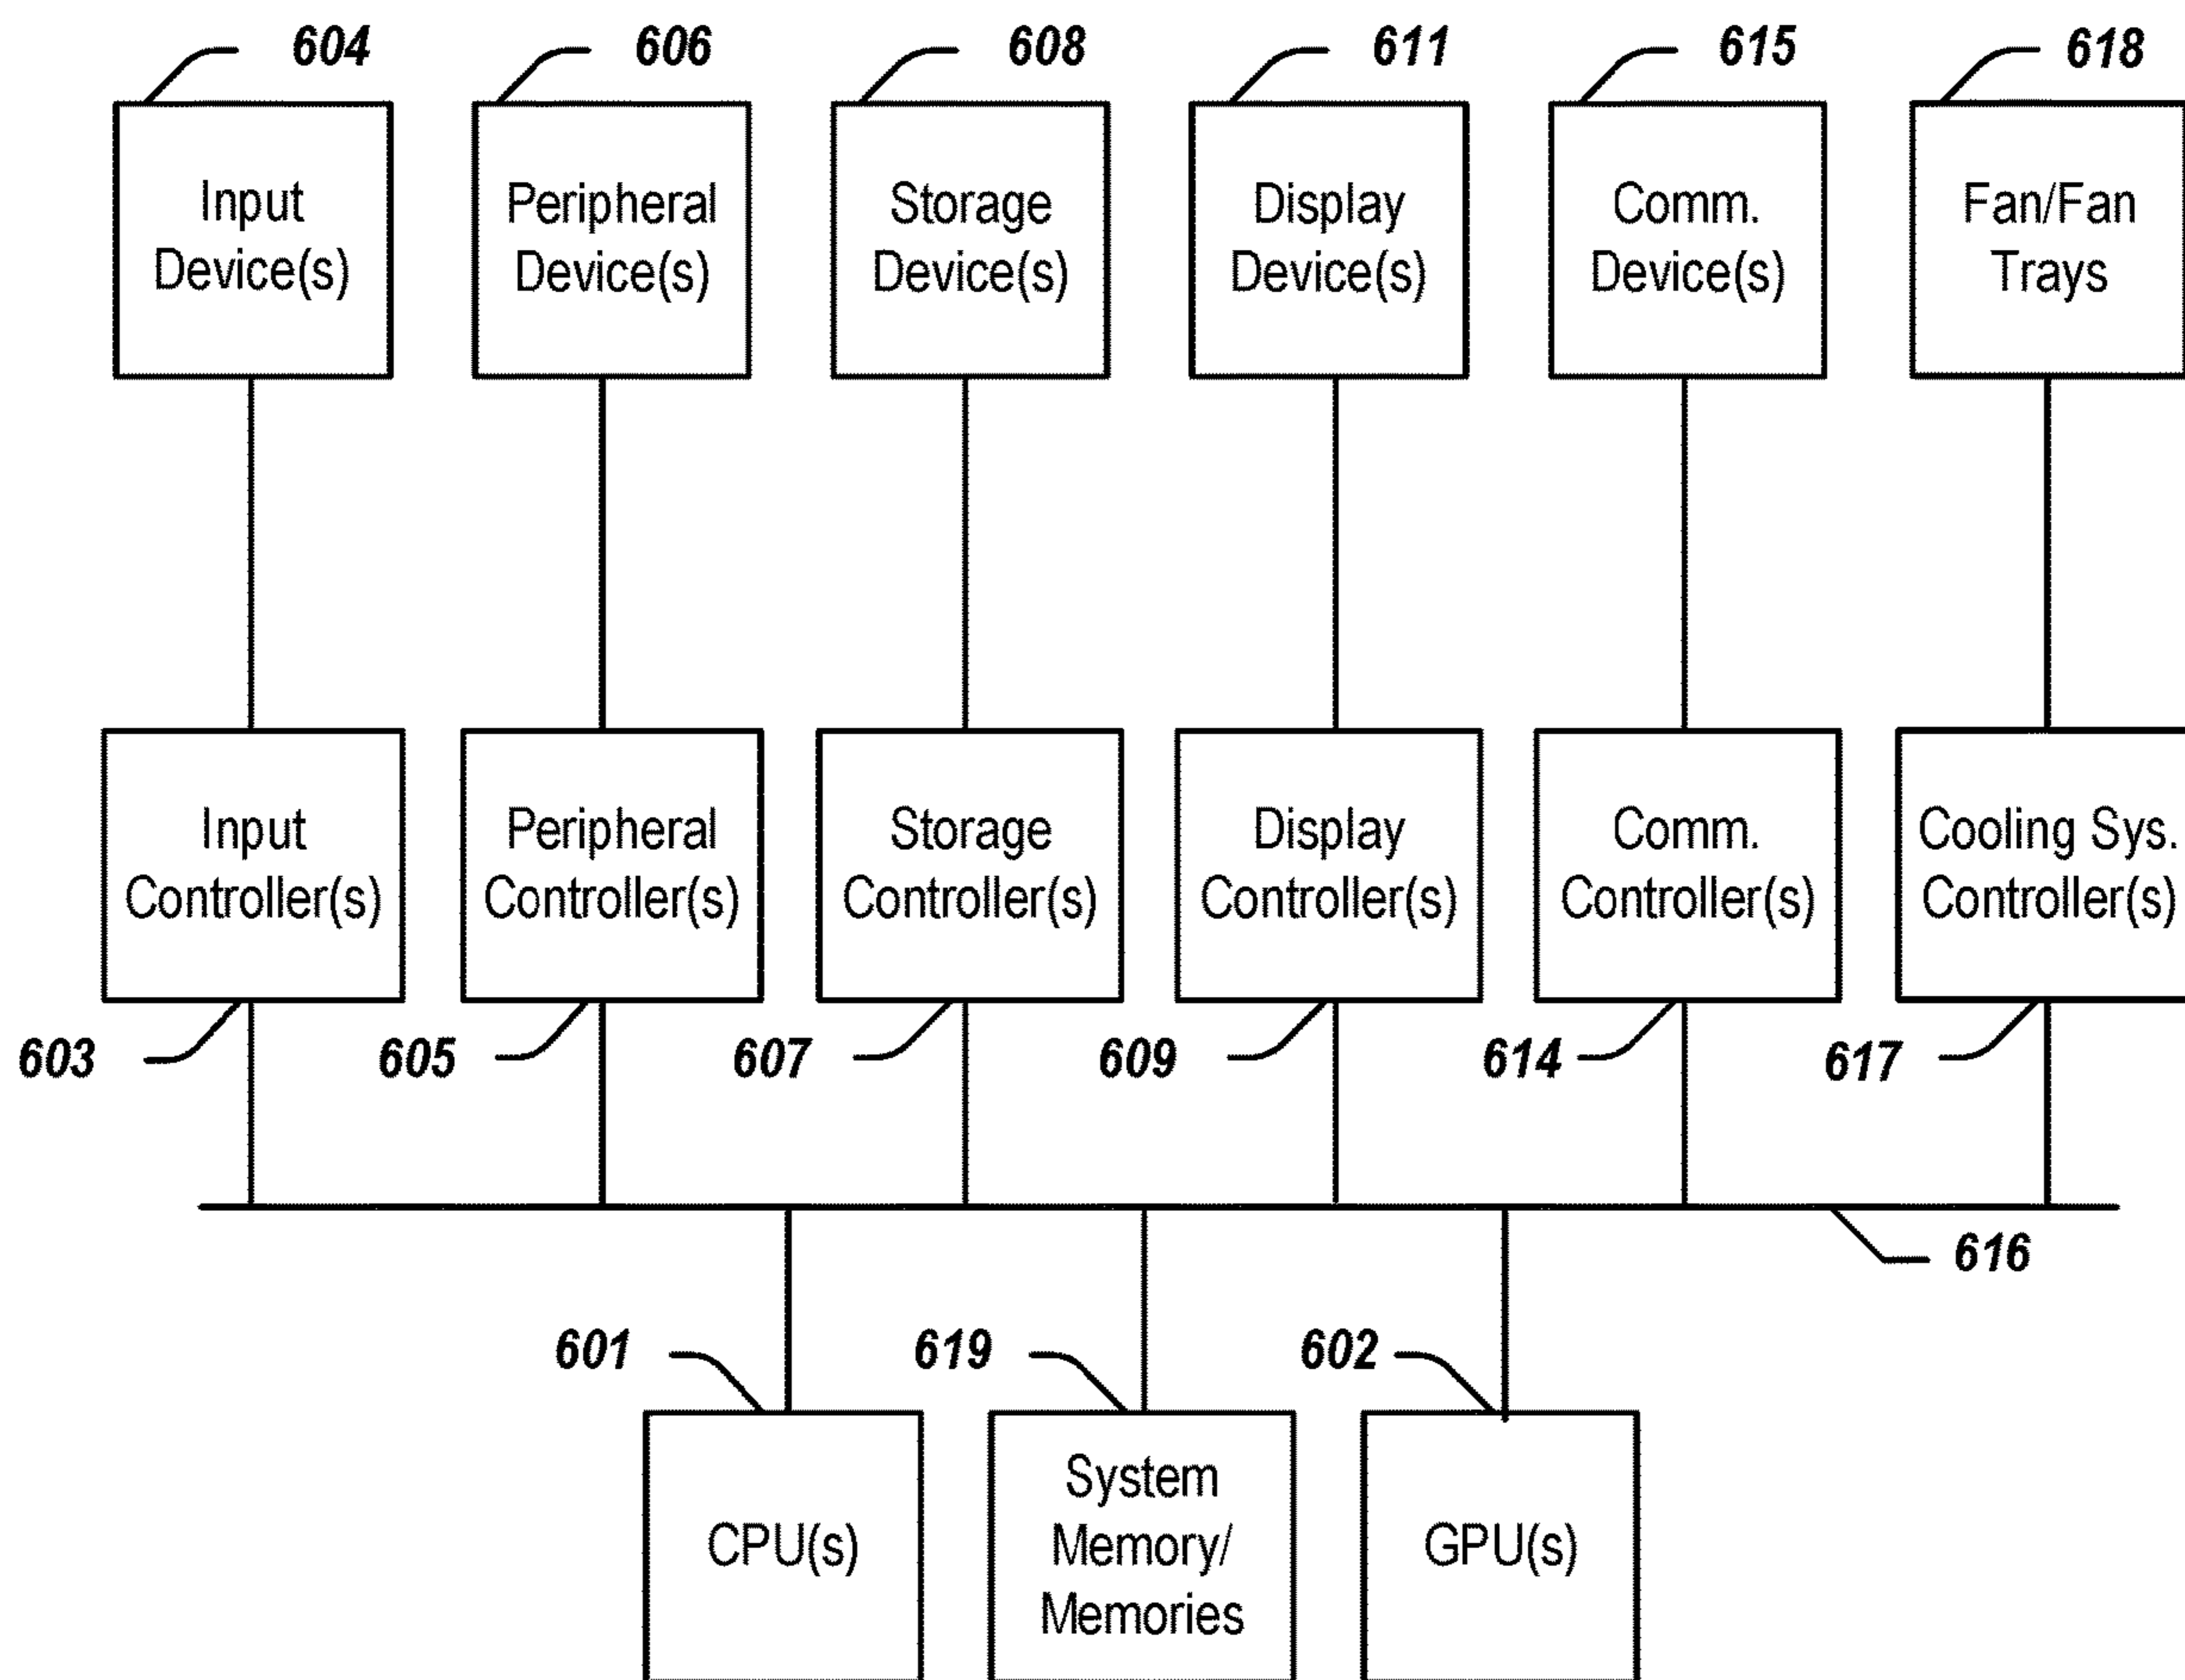 604 606 608 611 615 618
Input Peripheral Storage Display Comm. Fan/Fan
Device(s) Device(s) Device(s) Device(s) Device(s) Trays
Input Peripheral Storage Display Comm. Cooling Sys.
Controller(s) Controller(s) Controller(s) Controller(s) Controller(s) Controller(s)
603 605 607 609 614 617
616
601 619 602
System
CPU(s) Memory/ GPU(s)
Memories